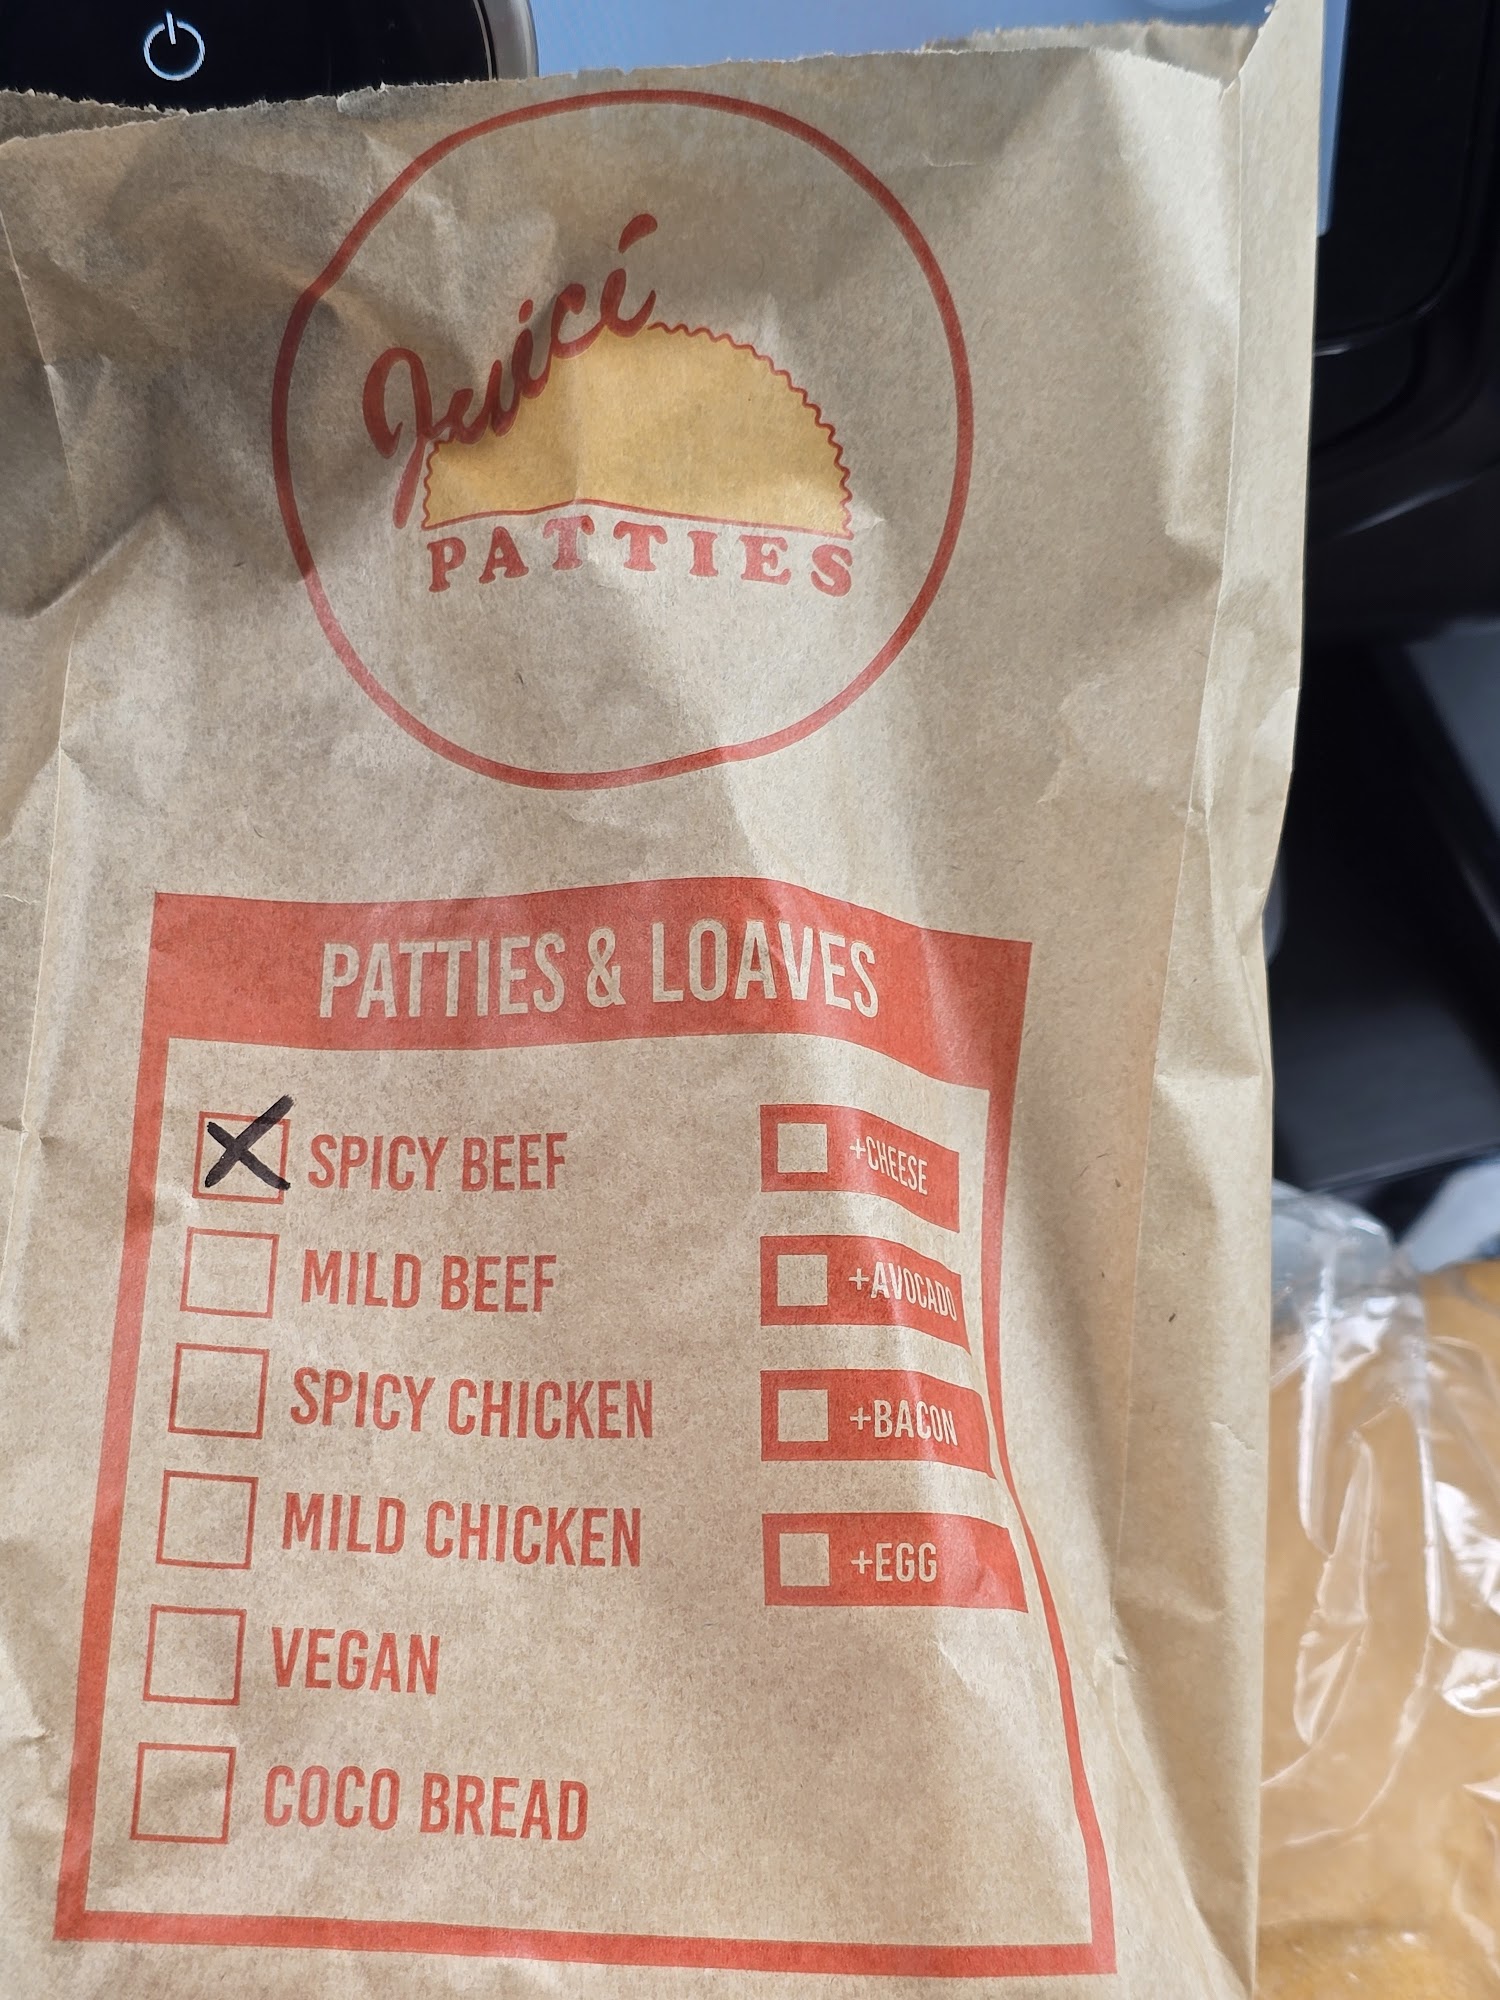 Juicí
PATTIES
PATTIES & LOAVES
SPICY BEEF
MILD BEEF
SPICY CHICKEN
MILD CHICKEN
VEGAN
COCO BREAD
+CHEESE
+AVOCADO
+BACON
+EGG